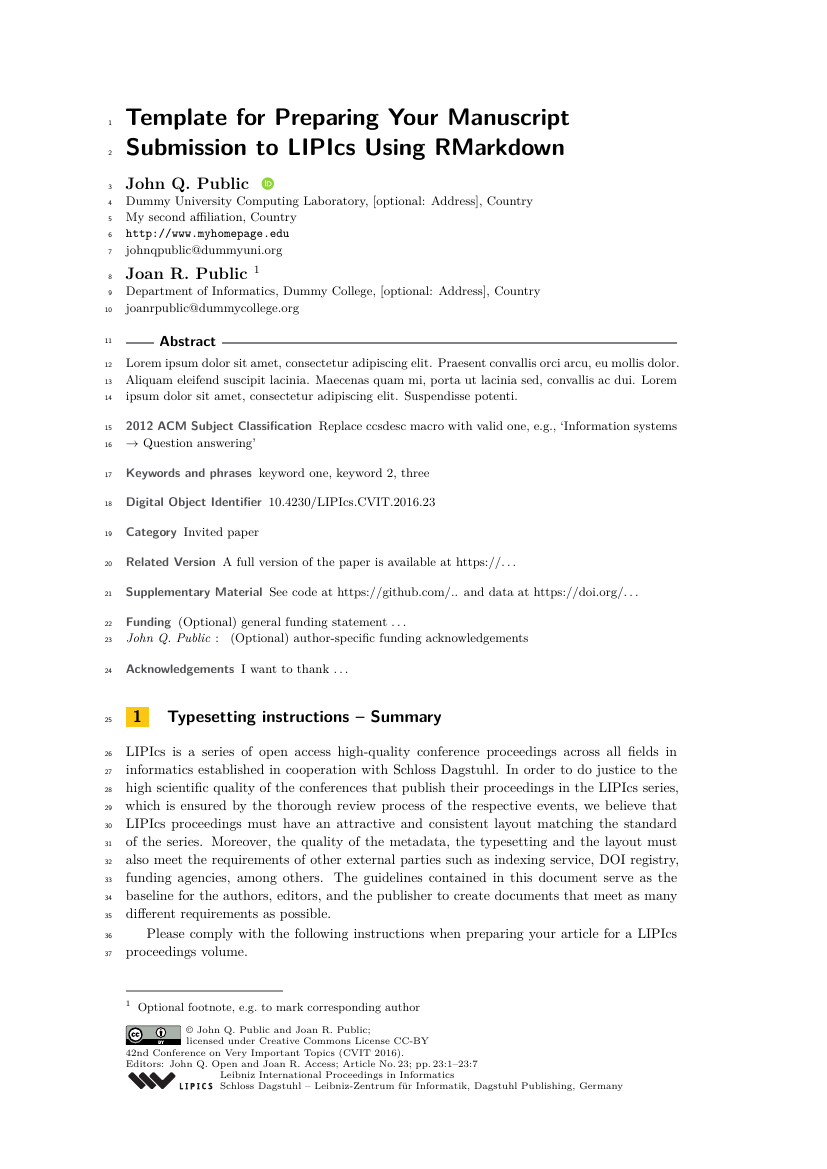 1 Template for Preparing Your Manuscript
2 Submission to LIPIcs Using RMarkdown
3 John Q. Public iD
4 Dummy University Computing Laboratory, [optional: Address], Country
5 My second affiliation, Country
6 http://www.myhomepage.edu
7 johnqpublic@dummyuni.org
8 Joan R. Public 1
9 Department of Informatics, Dummy College, [optional: Address], Country
10 joanrpublic@dummycollege.org
11 Abstract
12 Lorem ipsum dolor sit amet, consectetur adipiscing elit. Praesent convallis orci arcu, eu mollis dolor.
13 Aliquam eleifend suscipit lacinia. Maecenas quam mi, porta ut lacinia sed, convallis ac dui. Lorem
14 ipsum dolor sit amet, consectetur adipiscing elit. Suspendisse potenti.
15 2012 ACM Subject Classification Replace ccsdesc macro with valid one, e.g., ‘Information systems
16 → Question answering’
17 Keywords and phrases keyword one, keyword 2, three
18 Digital Object Identifier 10.4230/LIPIcs.CVIT.2016.23
19 Category Invited paper
20 Related Version A full version of the paper is available at https://...
21 Supplementary Material See code at https://github.com/.. and data at https://doi.org/...
22 Funding (Optional) general funding statement ...
23 John Q. Public : (Optional) author-specific funding acknowledgements
24 Acknowledgements I want to thank ...
25 1 Typesetting instructions – Summary
26 LIPIcs is a series of open access high-quality conference proceedings across all fields in
27 informatics established in cooperation with Schloss Dagstuhl. In order to do justice to the
28 high scientific quality of the conferences that publish their proceedings in the LIPIcs series,
29 which is ensured by the thorough review process of the respective events, we believe that
30 LIPIcs proceedings must have an attractive and consistent layout matching the standard
31 of the series. Moreover, the quality of the metadata, the typesetting and the layout must
32 also meet the requirements of other external parties such as indexing service, DOI registry,
33 funding agencies, among others. The guidelines contained in this document serve as the
34 baseline for the authors, editors, and the publisher to create documents that meet as many
35 different requirements as possible.
36 Please comply with the following instructions when preparing your article for a LIPIcs
37 proceedings volume.
1 Optional footnote, e.g. to mark corresponding author
cc BY © John Q. Public and Joan R. Public;
licensed under Creative Commons License CC-BY
42nd Conference on Very Important Topics (CVIT 2016).
Editors: John Q. Open and Joan R. Access; Article No. 23; pp. 23:1–23:7
Leibniz International Proceedings in Informatics
LIPICS Schloss Dagstuhl – Leibniz-Zentrum für Informatik, Dagstuhl Publishing, Germany